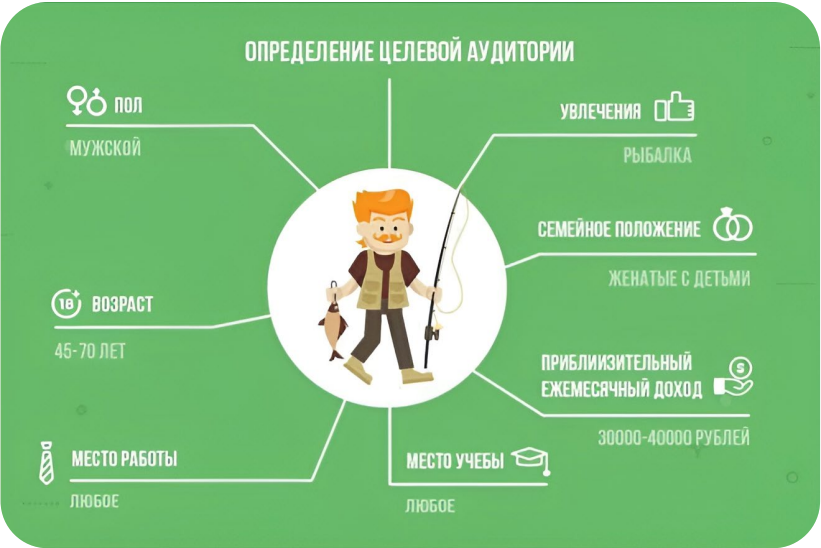 ОПРЕДЕЛЕНИЕ ЦЕЛЕВОЙ АУДИТОРИИ
ПОЛ
МУЖСКОЙ
УВЛЕЧЕНИЯ
РЫБАЛКА
СЕМЕЙНОЕ ПОЛОЖЕНИЕ
ЖЕНАТЫЕ С ДЕТЬМИ
18
ВОЗРАСТ
45-70 ЛЕТ
ПРИБЛИИЗИТЕЛЬНЫЙ
ЕЖЕМЕСЯЧНЫЙ ДОХОД
$
30000-40000 РУБЛЕЙ
МЕСТО РАБОТЫ
ЛЮБОЕ
МЕСТО УЧЕБЫ
ЛЮБОЕ